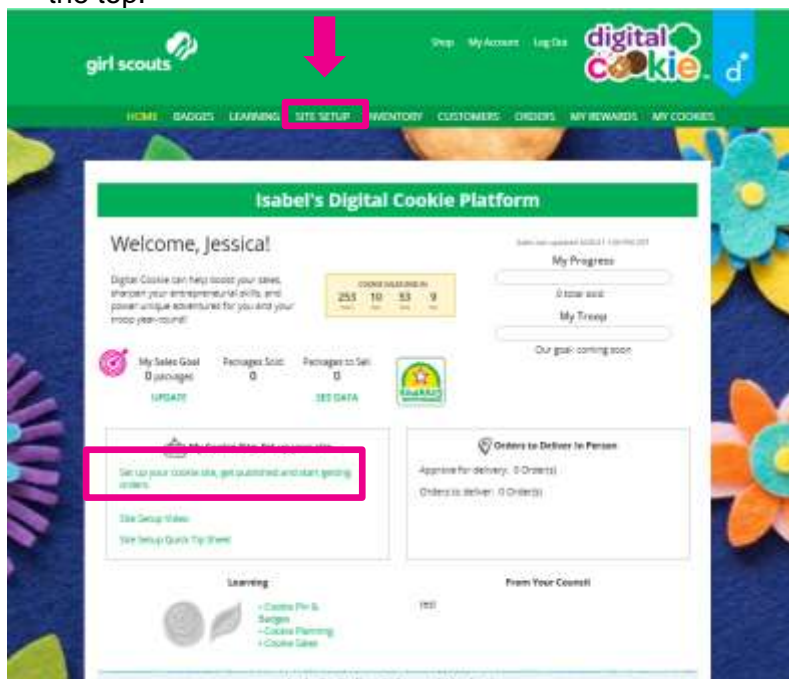 the top.
girl scouts
Shop My Account Log Out
digital
cookie.
d
HOME BADGES LEARNING SITE SETUP INVENTORY CUSTOMERS ORDERS MY REWARDS MY COOKIES
Isabel's Digital Cookie Platform
Welcome, Jessica!
Digital Cookie can help boost your sales,
sharpen your entrepreneurial skills, and
power unique adventures for you and your
troop year-round!
253 10 53 9
My Progress
0 total sold
My Troop
Our goal: coming soon
My Sales Goal
0 packages
UPDATE
Packages Sold
0
Packages to Sell
0
SEE DATA
Set up your cookie site, get published and start getting
orders
Site Setup Video
Site Setup Quick Tip Sheet
Orders to Deliver In Person
Approve for delivery: 0 Order(s)
Orders to deliver: 0 Order(s)
Learning
• Cookie Pin &
Badges
• Cookie Planning
• Cookie Sales
From Your Council
test